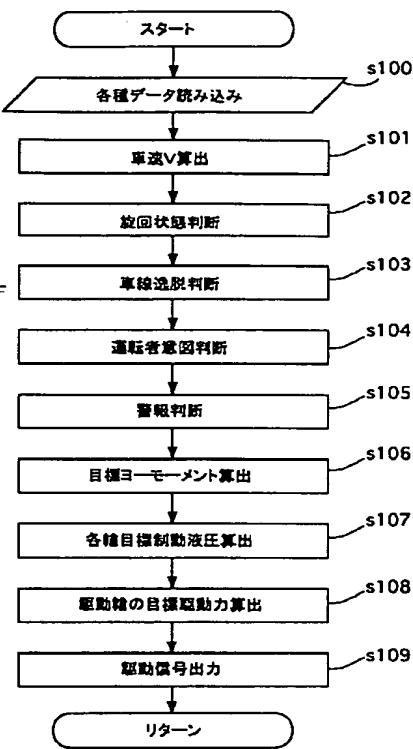 スタート
各種データ読み込み
s100
車速V算出
s101
旋回状態判断
s102
車線逸脱判断
s103
運転者意図判断
s104
警報判断
s105
目標ヨーモーメント算出
s106
各輪目標制動液圧算出
s107
駆動輪の目標駆動力算出
s108
駆動信号出力
s109
リターン